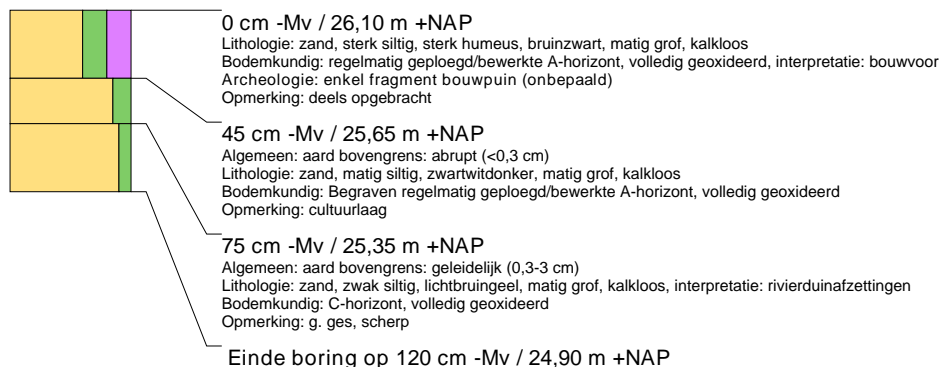 0 cm -Mv / 26,10 m +NAP
Lithologie: zand, sterk siltig, sterk humeus, bruinzwart, matig grof, kalkloos
Bodemkundig: regelmatig geploegd/bewerkte A-horizont, volledig geoxideerd, interpretatie: bouwvoor
Archeologie: enkel fragment bouwpuin (onbepaald)
Opmerking: deels opgebracht
45 cm -Mv / 25,65 m +NAP
Algemeen: aard bovengrens: abrupt (<0,3 cm)
Lithologie: zand, matig siltig, zwartwitdonker, matig grof, kalkloos
Bodemkundig: Begraven regelmatig geploegd/bewerkte A-horizont, volledig geoxideerd
Opmerking: cultuurlaag
75 cm -Mv / 25,35 m +NAP
Algemeen: aard bovengrens: geleidelijk (0,3-3 cm)
Lithologie: zand, zwak siltig, lichtbruingeel, matig grof, kalkloos, interpretatie: rivierduinafzettingen
Bodemkundig: C-horizont, volledig geoxideerd
Opmerking: g. ges, scherp
Einde boring op 120 cm -Mv / 24,90 m +NAP